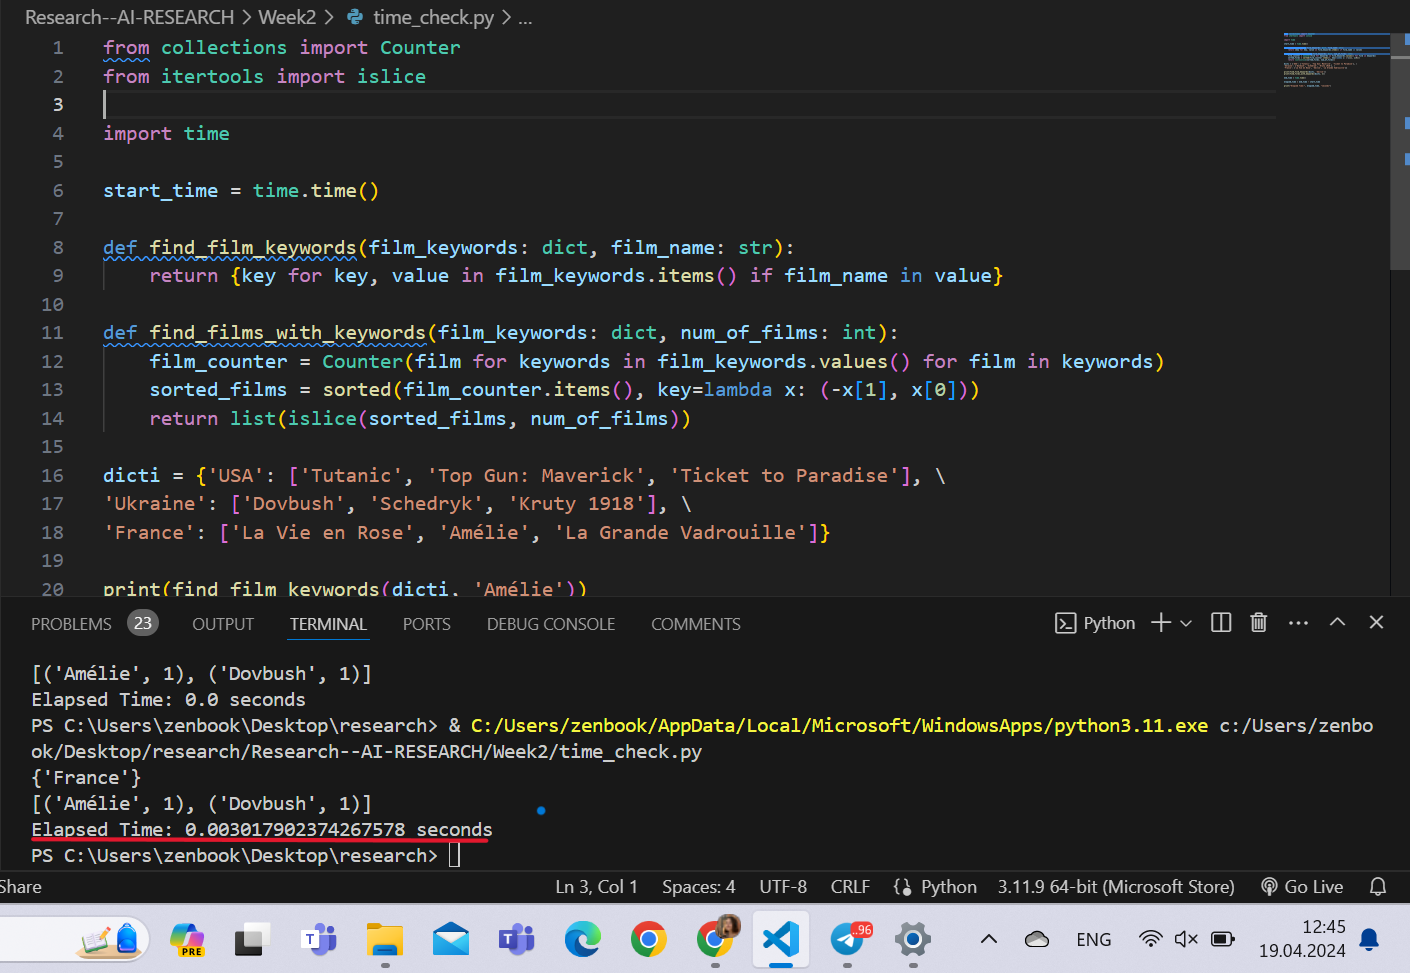 Research--AI-RESEARCH > Week2 > time_check.py > ...
1 from collections import Counter
2 from itertools import islice
3
4 import time
5
6 start_time = time.time()
7
8 def find_film_keywords(film_keywords: dict, film_name: str):
9 return {key for key, value in film_keywords.items() if film_name in value}
10
11 def find_films_with_keywords(film_keywords: dict, num_of_films: int):
12 film_counter = Counter(film for keywords in film_keywords.values() for film in keywords)
13 sorted_films = sorted(film_counter.items(), key=lambda x: (-x[1], x[0]))
14 return list(islice(sorted_films, num_of_films))
15
16 dicti = {'USA': ['Tutanic', 'Top Gun: Maverick', 'Ticket to Paradise'], \
17 'Ukraine': ['Dovbush', 'Schedryk', 'Kruty 1918'], \
18 'France': ['La Vie en Rose', 'Amélie', 'La Grande Vadrouille']}
19
20 print(find_film_keywords(dicti, 'Amélie'))
PROBLEMS 23 OUTPUT TERMINAL PORTS DEBUG CONSOLE COMMENTS Python
[('Amélie', 1), ('Dovbush', 1)]
Elapsed Time: 0.0 seconds
PS C:\Users\zenbook\Desktop\research> & C:/Users/zenbook/AppData/Local/Microsoft/WindowsApps/python3.11.exe c:/Users/zenbo
ok/Desktop/research/Research--AI-RESEARCH/Week2/time_check.py
{'France'}
[('Amélie', 1), ('Dovbush', 1)]
Elapsed Time: 0.003017902374267578 seconds
PS C:\Users\zenbook\Desktop\research>
Share Ln 3, Col 1 Spaces: 4 UTF-8 CRLF Python 3.11.9 64-bit (Microsoft Store) Go Live
PRE T T .96 ENG 12:45
19.04.2024